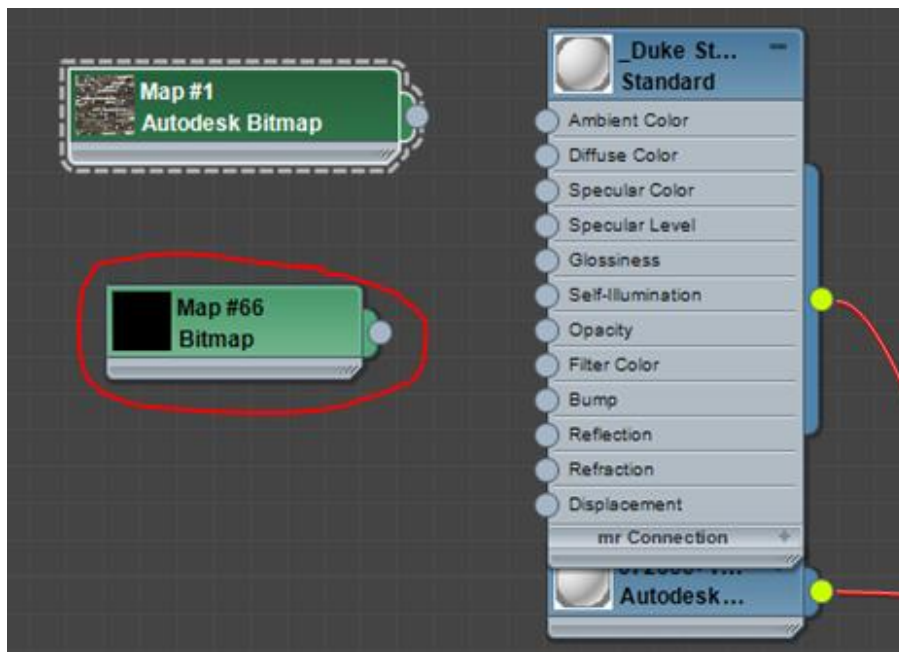 Map #1
Autodesk Bitmap
Map #66
Bitmap
_Duke St...
Standard
Ambient Color
Diffuse Color
Specular Color
Specular Level
Glossiness
Self-Illumination
Opacity
Filter Color
Bump
Reflection
Refraction
Displacement
mr Connection +
Autodesk...